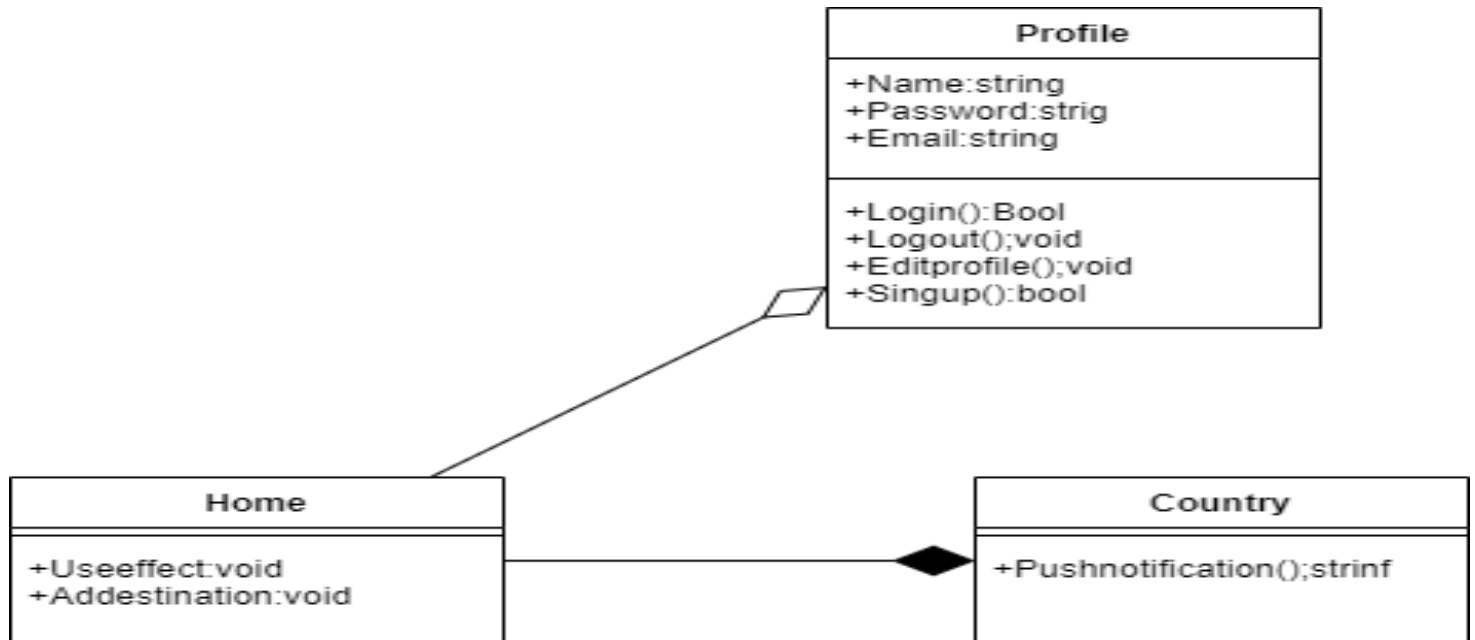 Profile
+Name:string
+Password:strig
+Email:string
+Login():Bool
+Logout();void
+Editprofile();void
+Singup():bool
Home
+Useeffect:void
+Addestination:void
Country
+Pushnotification();strinf